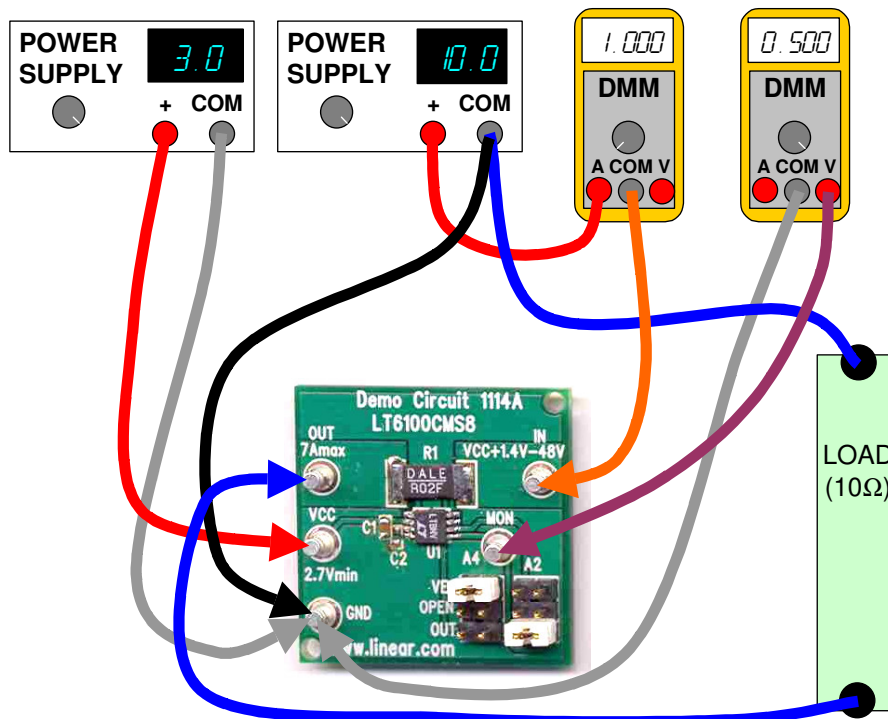 POWER
SUPPLY
3.0
+ COM
POWER
SUPPLY
10.0
+ COM
1.000
DMM
A COM V
0.500
DMM
A COM V
Demo Circuit 1114A
LT6100CMS8
OUT
7Amax
R1
IN
VCC+1.4V-48V
DALE
R02F
VCC
C1
C2
U1
MON
2.7Vmin
A4
A2
VE
OPEN
OUT
GND
w.linear.com
LOAD
(10Ω)